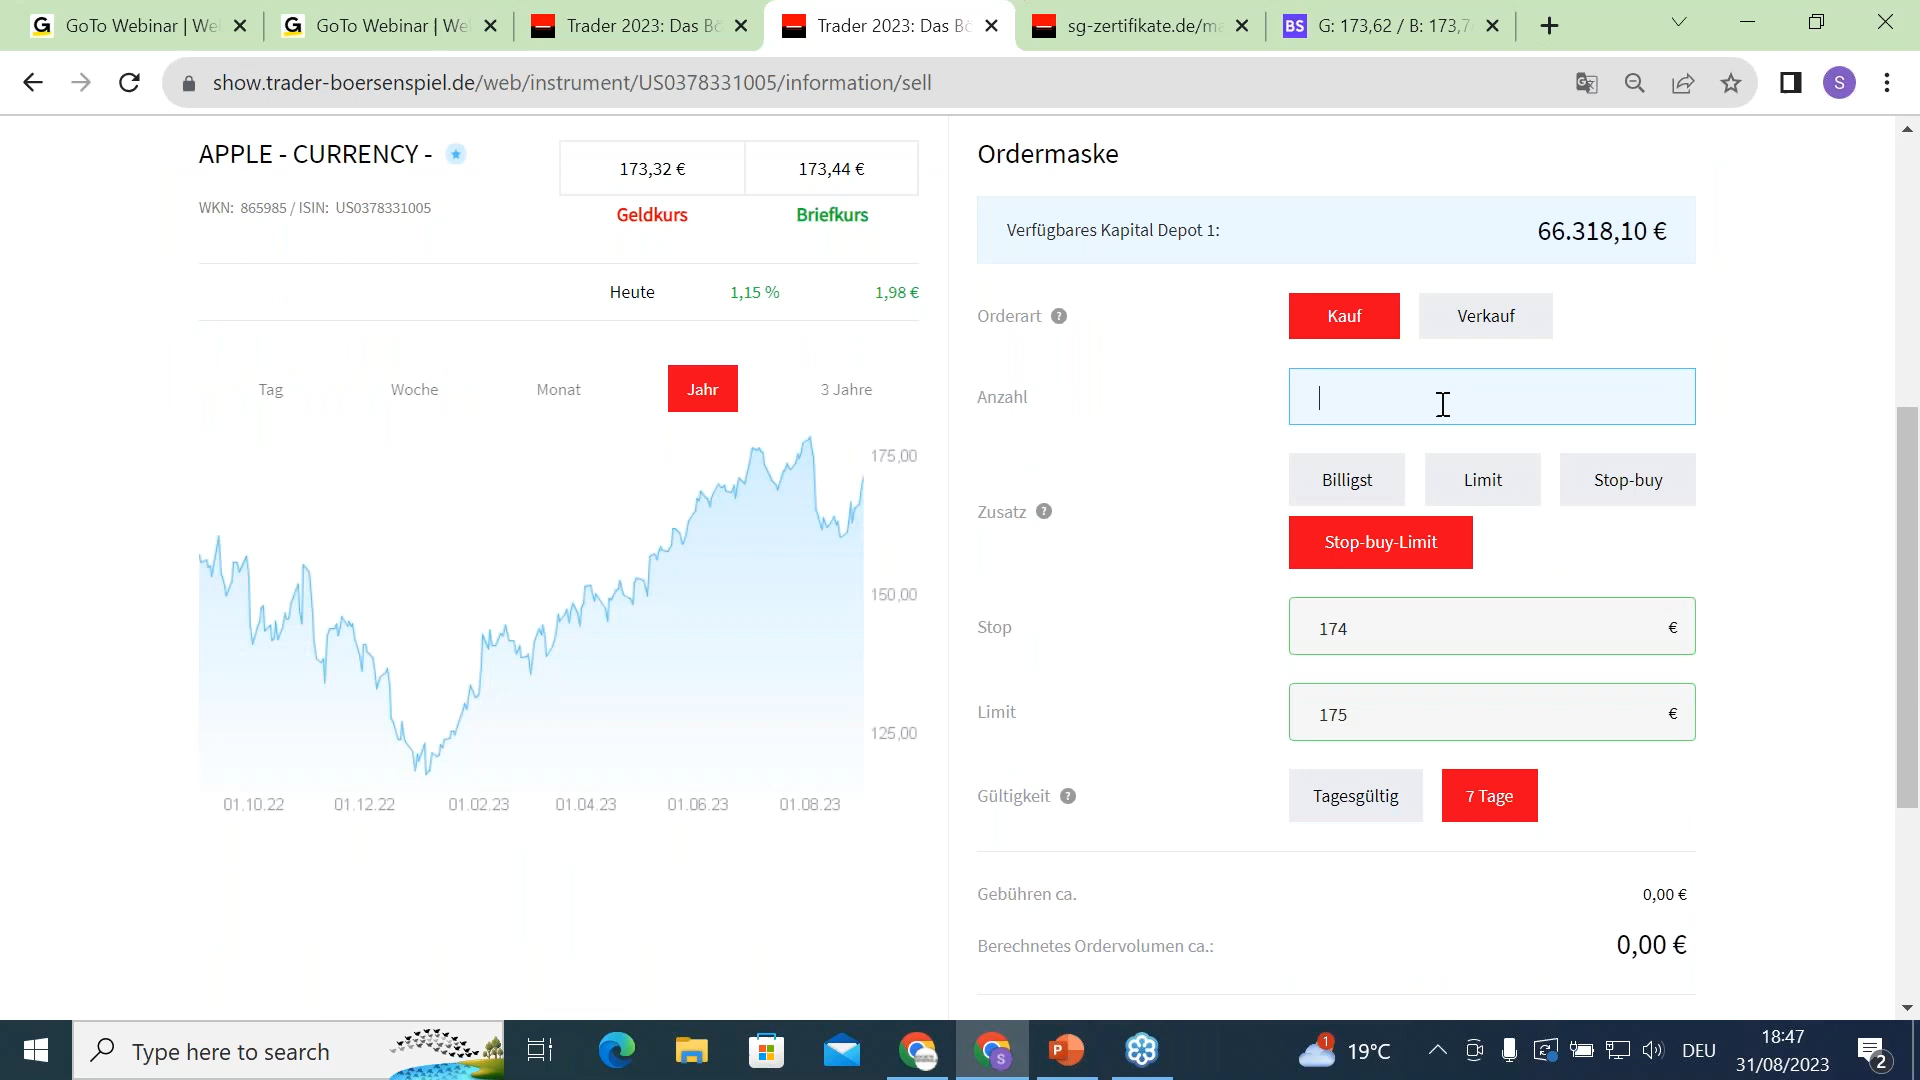 GoTo Webinar | We
GoTo Webinar | We
Trader 2023: Das Bö
Trader 2023: Das Bö
sg-zertifikate.de/ma
BS G: 173,62 / B: 173,7
show.trader-boersenspiel.de/web/instrument/US0378331005/information/sell
S
APPLE - CURRENCY -
173,32 €
173,44 €
WKN: 865985 / ISIN: US0378331005
Geldkurs
Briefkurs
Heute
1,15 %
1,98 €
Tag
Woche
Monat
Jahr
3 Jahre
175,00
150,00
125,00
01.10.22
01.12.22
01.02.23
01.04.23
01.06.23
01.08.23
Ordermaske
Verfügbares Kapital Depot 1:
66.318,10 €
Orderart ?
Kauf
Verkauf
Anzahl
Zusatz ?
Billigst
Limit
Stop-buy
Stop-buy-Limit
Stop
174
€
Limit
175
€
Gültigkeit ?
Tagesgültig
7 Tage
Gebühren ca.
0,00 €
Berechnetes Ordervolumen ca.:
0,00 €
Type here to search
1
19°C
DEU
18:47
31/08/2023
2